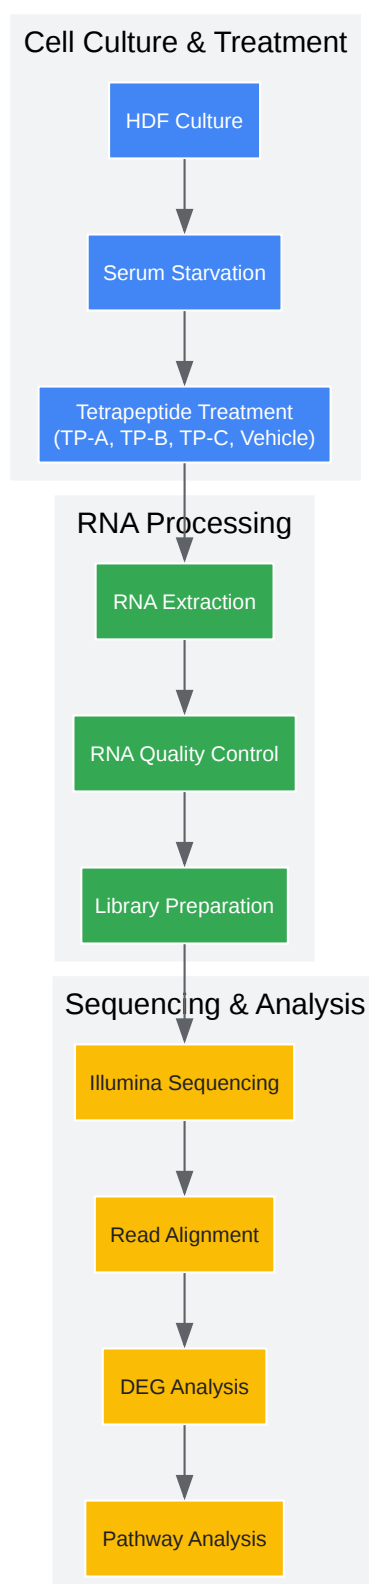 Cell Culture & Treatment
HDF Culture
Serum Starvation
Tetrapeptide Treatment
(TP-A, TP-B, TP-C, Vehicle)
RNA Processing
RNA Extraction
RNA Quality Control
Library Preparation
Sequencing & Analysis
Illumina Sequencing
Read Alignment
DEG Analysis
Pathway Analysis